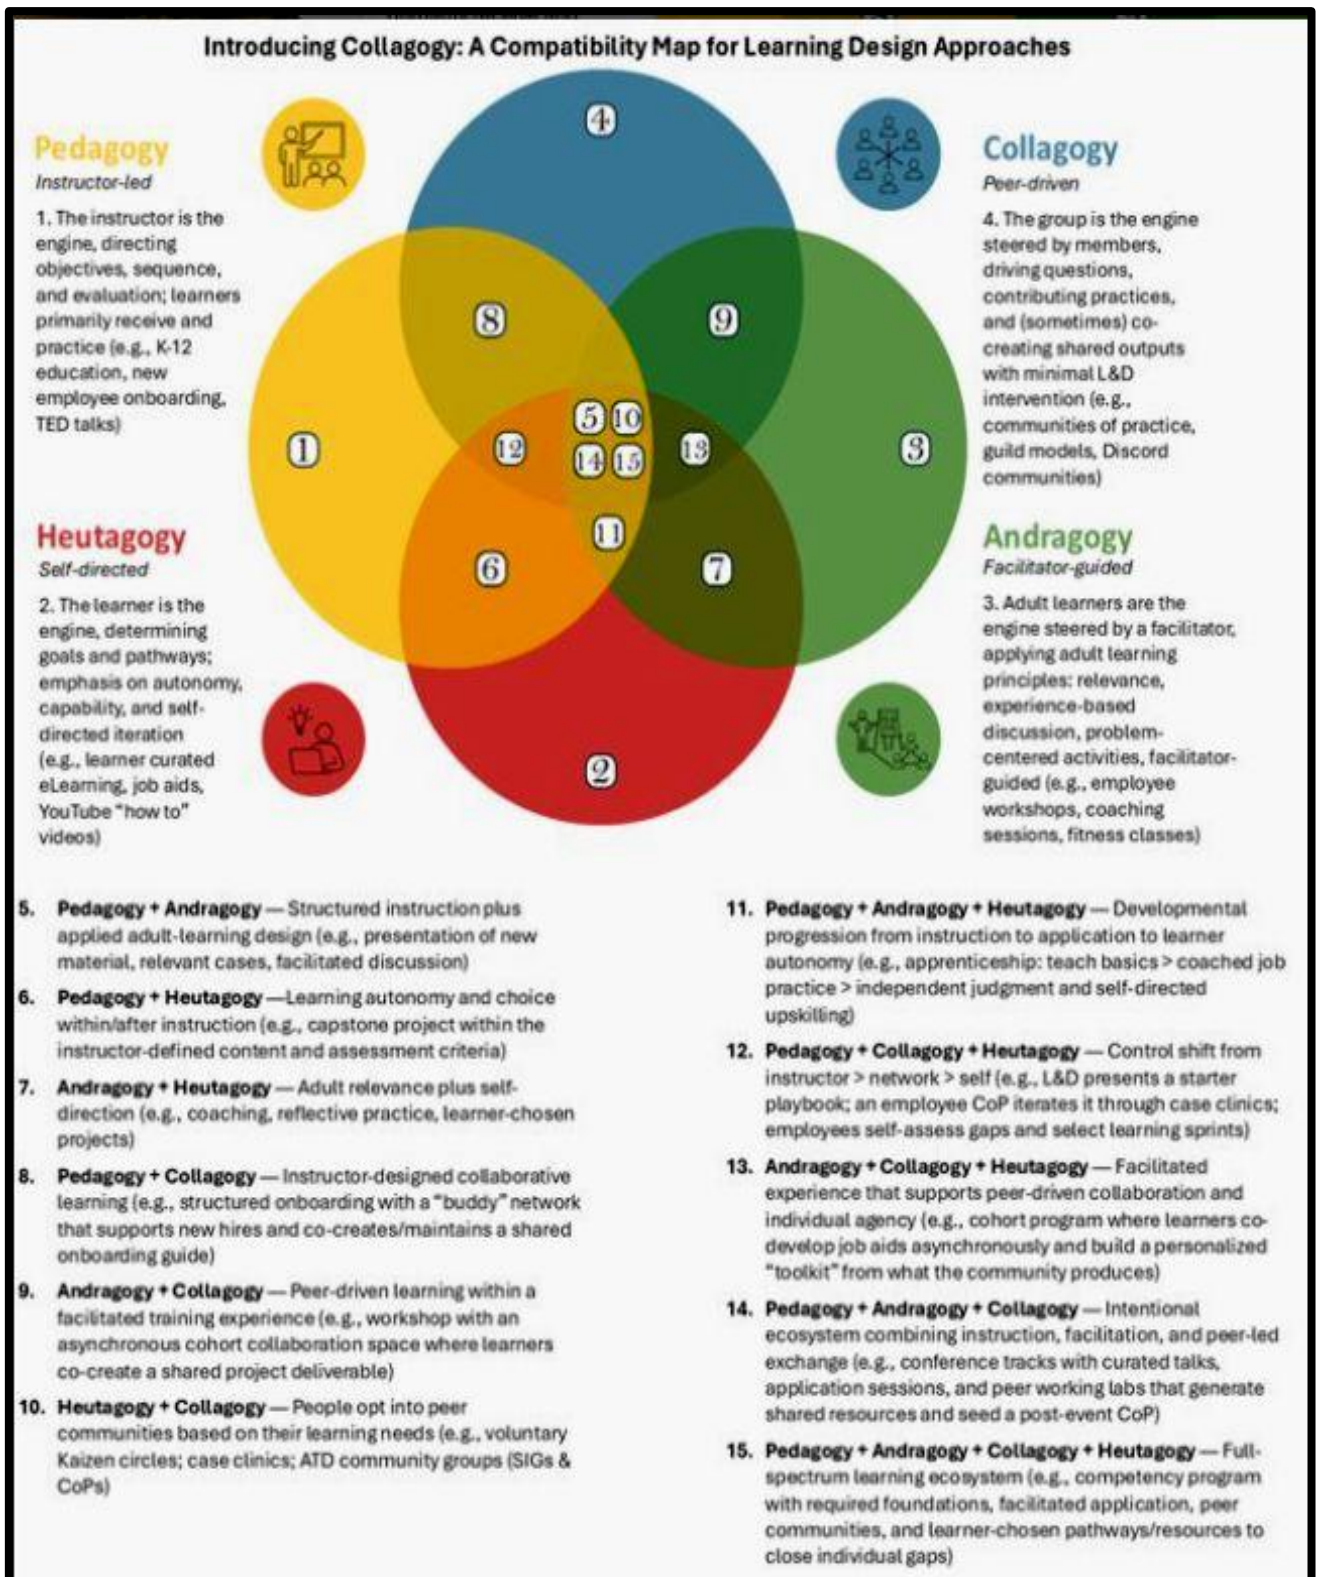 Introducing Collagogy: A Compatibility Map for Learning Design Approaches
Pedagogy
Instructor-led
1. The instructor is the
engine, directing
objectives, sequence,
and evaluation; learners
primarily receive and
practice (e.g., K-12
education, new
employee onboarding,
TED talks)
Heutagogy
Self-directed
2. The learner is the
engine, determining
goals and pathways;
emphasis on autonomy,
capability, and self-
directed iteration
(e.g., learner curated
eLearning, job aids,
YouTube "how to"
videos)
4
8
9
1
12
5 10
14 15
13
3
11
6
7
2
Collagogy
Peer-driven
4. The group is the engine
steered by members,
driving questions,
contributing practices,
and (sometimes) co-
creating shared outputs
with minimal L&D
intervention (e.g.,
communities of practice,
guild models, Discord
communities)
Andragogy
Facilitator-guided
3. Adult learners are the
engine steered by a facilitator,
applying adult learning
principles: relevance,
experience-based
discussion, problem-
centered activities, facilitator-
guided (e.g., employee
workshops, coaching
sessions, fitness classes)
5. Pedagogy + Andragogy — Structured instruction plus
applied adult-learning design (e.g., presentation of new
material, relevant cases, facilitated discussion)
6. Pedagogy + Heutagogy —Learning autonomy and choice
within/after instruction (e.g., capstone project within the
instructor-defined content and assessment criteria)
7. Andragogy + Heutagogy — Adult relevance plus self-
direction (e.g., coaching, reflective practice, learner-chosen
projects)
8. Pedagogy + Collagogy — Instructor-designed collaborative
learning (e.g., structured onboarding with a "buddy" network
that supports new hires and co-creates/maintains a shared
onboarding guide)
9. Andragogy + Collagogy — Peer-driven learning within a
facilitated training experience (e.g., workshop with an
asynchronous cohort collaboration space where learners
co-create a shared project deliverable)
10. Heutagogy + Collagogy — People opt into peer
communities based on their learning needs (e.g., voluntary
Kaizen circles; case clinics; ATD community groups (SIGs &
CoPs)
11. Pedagogy + Andragogy + Heutagogy — Developmental
progression from instruction to application to learner
autonomy (e.g., apprenticeship: teach basics > coached job
practice > independent judgment and self-directed
upskilling)
12. Pedagogy + Collagogy + Heutagogy — Control shift from
instructor > network > self (e.g., L&D presents a starter
playbook; an employee CoP iterates it through case clinics;
employees self-assess gaps and select learning sprints)
13. Andragogy + Collagogy + Heutagogy — Facilitated
experience that supports peer-driven collaboration and
individual agency (e.g., cohort program where learners co-
develop job aids asynchronously and build a personalized
"toolkit" from what the community produces)
14. Pedagogy + Andragogy + Collagogy — Intentional
ecosystem combining instruction, facilitation, and peer-led
exchange (e.g., conference tracks with curated talks,
application sessions, and peer working labs that generate
shared resources and seed a post-event CoP)
15. Pedagogy + Andragogy + Collagogy + Heutagogy — Full-
spectrum learning ecosystem (e.g., competency program
with required foundations, facilitated application, peer
communities, and learner-chosen pathways/resources to
close individual gaps)